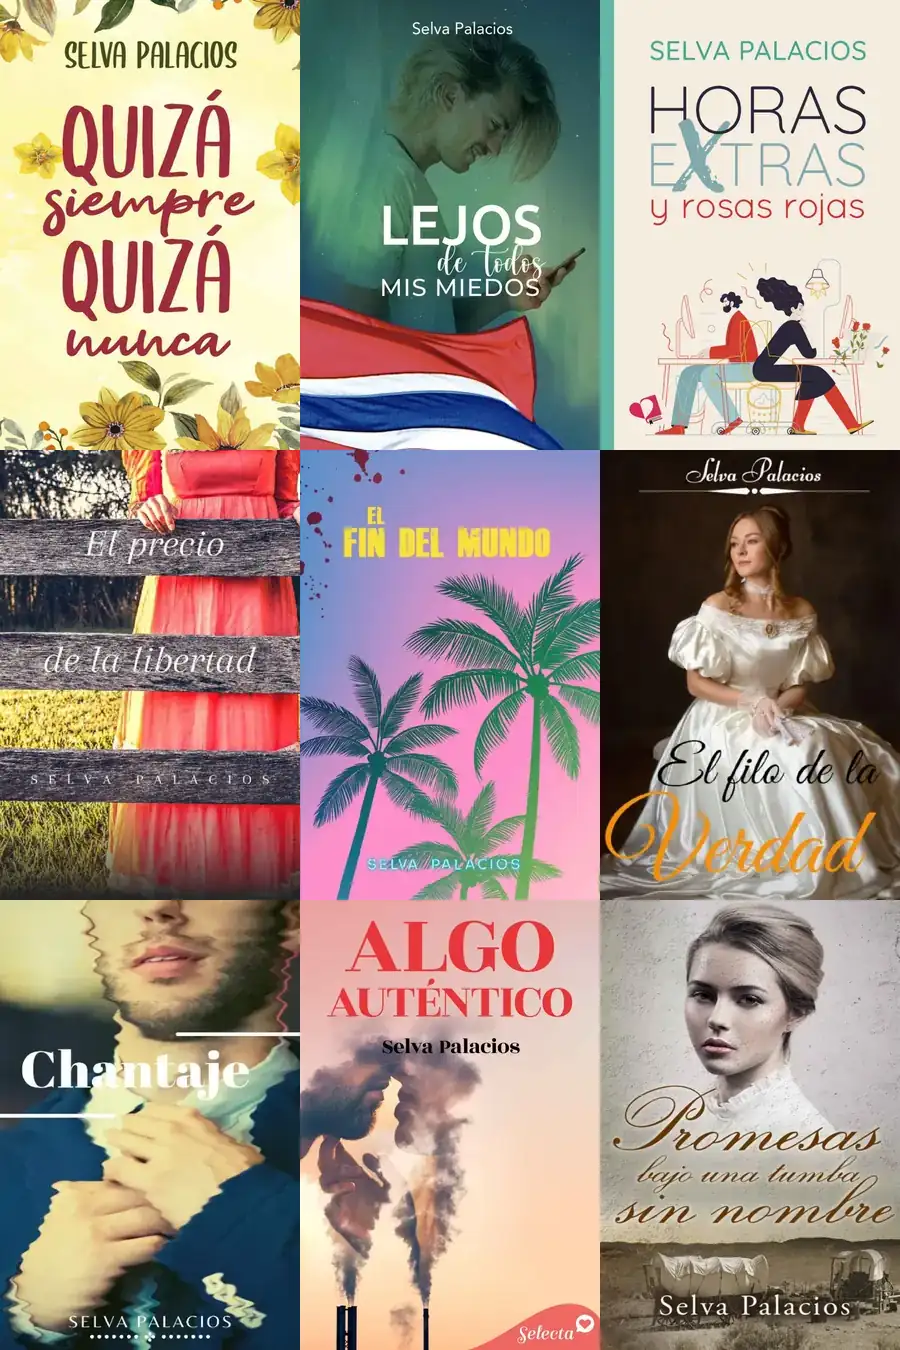 SELVA PALACIOS
QUIZÁ
siempre
QUIZÁ
nunca
Selva Palacios
LEJOS
de todos
MIS MIEDOS
SELVA PALACIOS
HORAS
EXTRAS
y rosas rojas
El precio
de la libertad
SELVA PALACIOS
EL
FIN DEL MUNDO
SELVA PALACIOS
Selva Palacios
El filo de la
Verdad
Chantaje
SELVA PALACIOS
ALGO
AUTÉNTICO
Selva Palacios
Selecta
Promesas
bajo una tumba
sin nombre
Selva Palacios